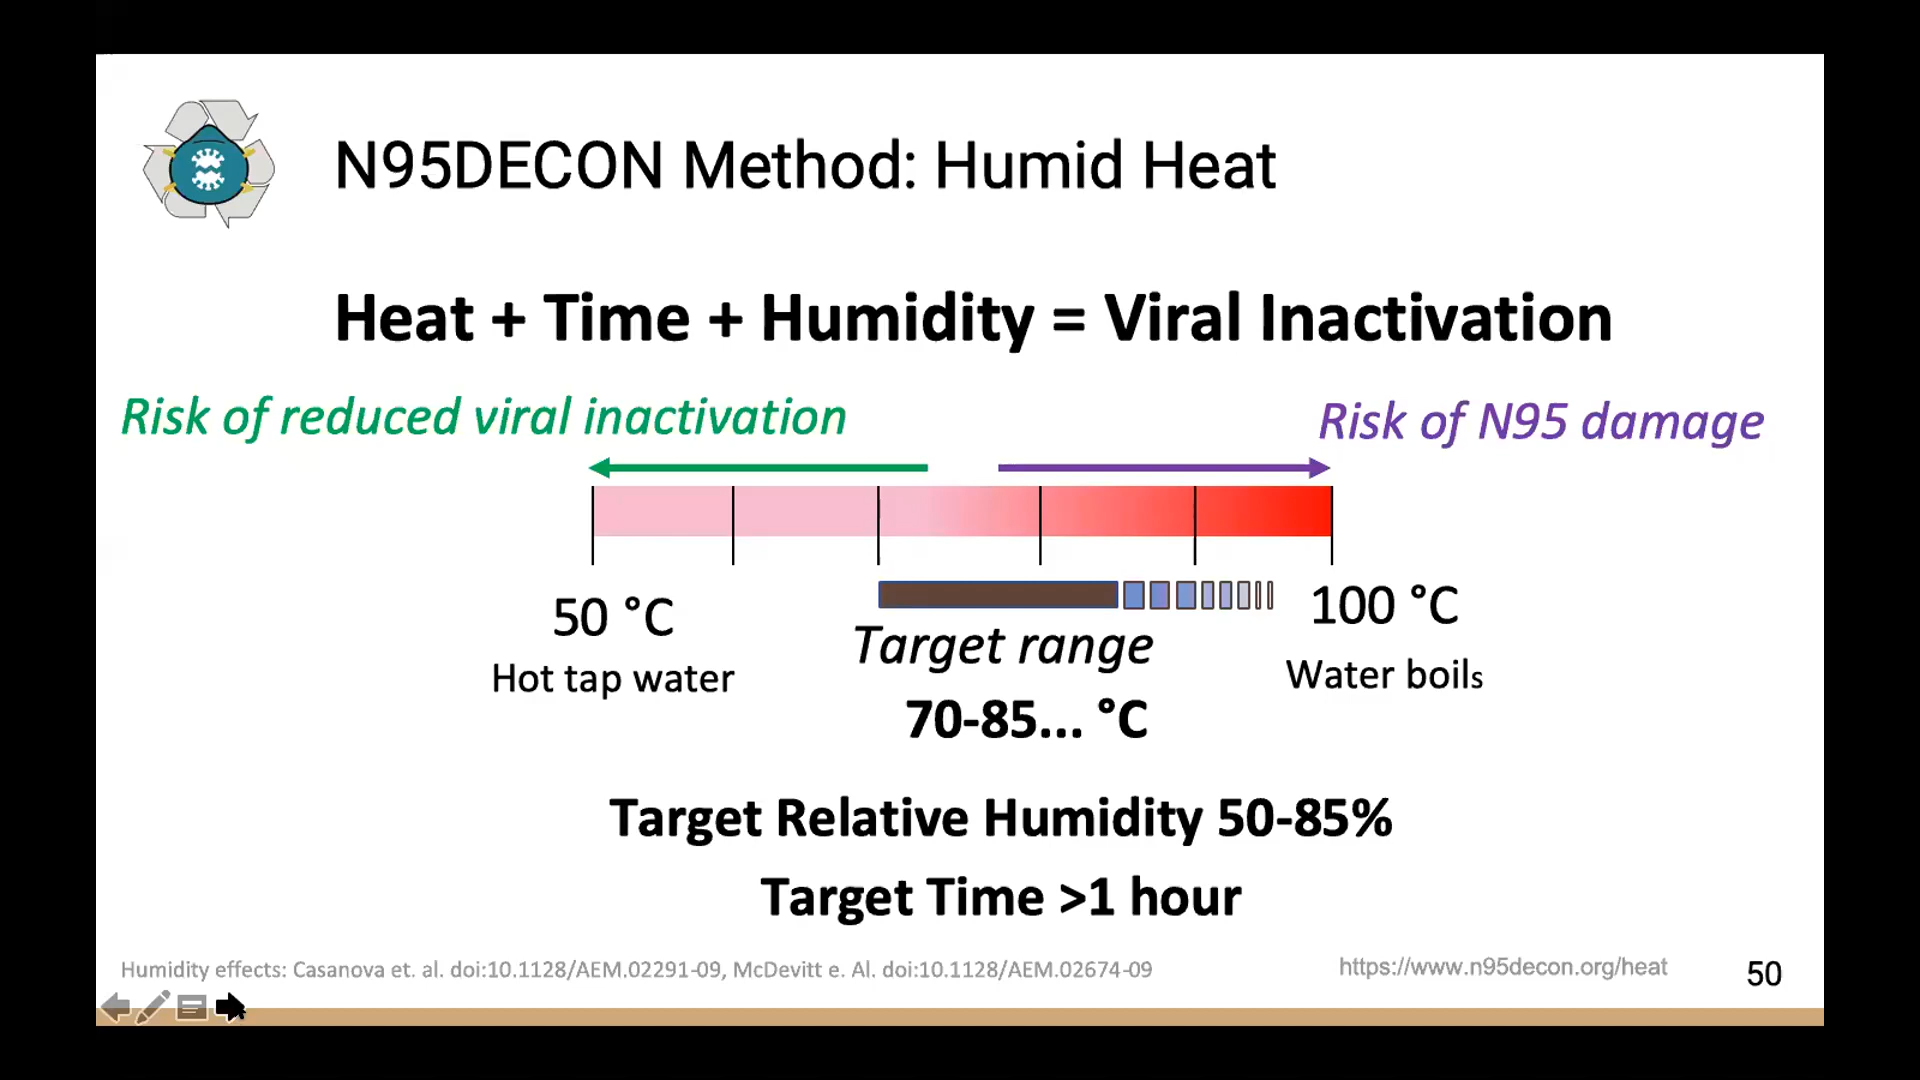 N95DECON Method: Humid Heat
Heat + Time + Humidity = Viral Inactivation
Risk of reduced viral inactivation
Risk of N95 damage
50 °C
100 °C
Hot tap water
Target range
Water boils
70-85... °C
Target Relative Humidity 50-85%
Target Time >1 hour
Humidity effects: Casanova et. al. doi:10.1128/AEM.02291-09, McDevitt e. Al. doi:10.1128/AEM.02674-09
https://www.n95decon.org/heat
50